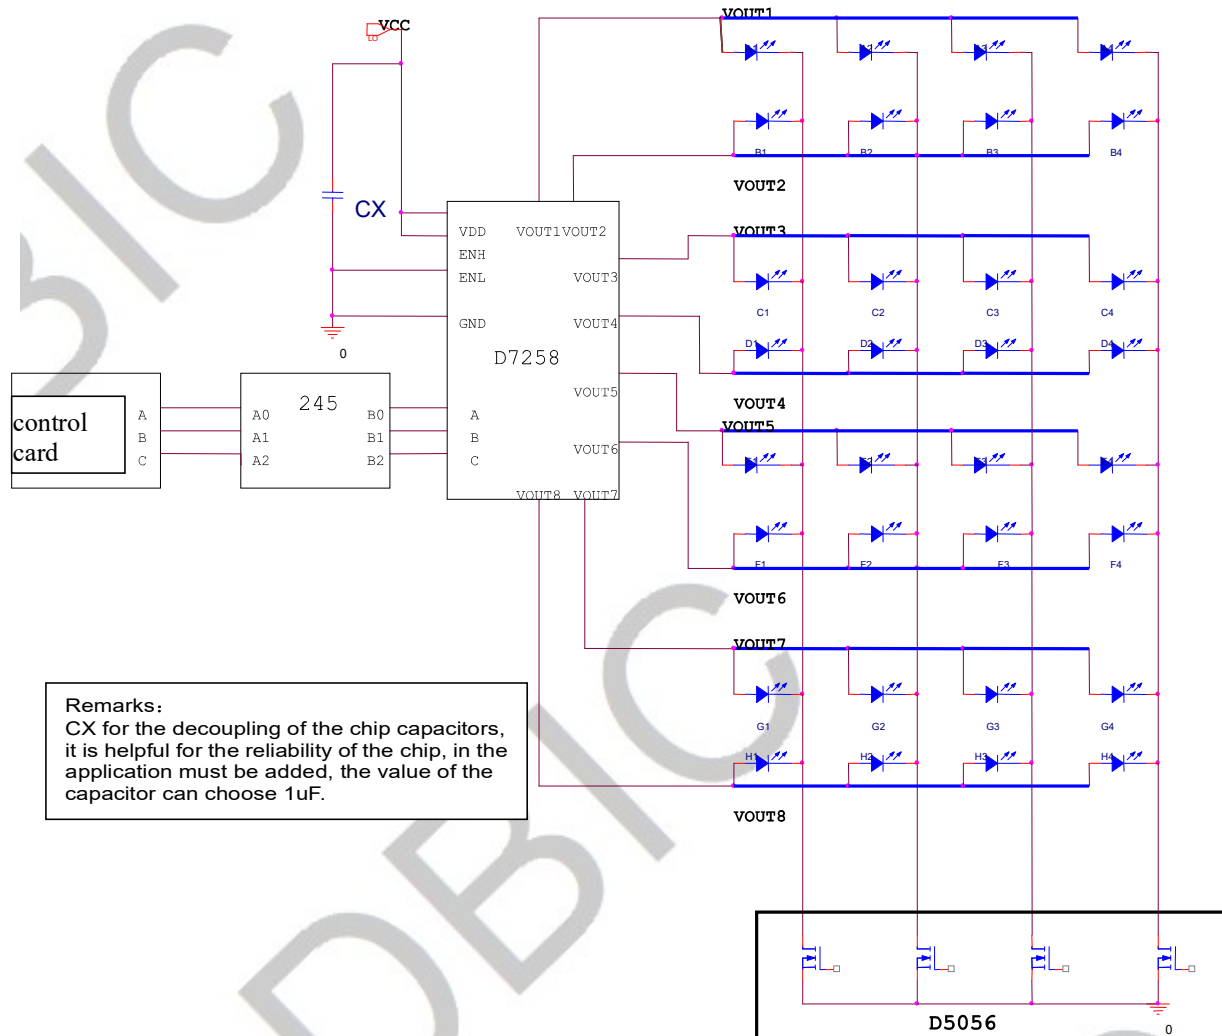 VCC
LO
CX
VDD
ENH
ENL
GND
VOUT1 VOUT2
VOUT3
VOUT4
VOUT5
VOUT6
VOUT8 VOUT7
D7258
A
B
C
0
control
card
A
B
C
245
A0
A1
A2
B0
B1
B2
VOUT1
B1 B2 B3 B4
VOUT2
VOUT3
C1 C2 C3 C4
D1 D2 D3 D4
VOUT4
VOUT5
F1 F2 F3 F4
VOUT6
VOUT7
G1 G2 G3 G4
H1 H2 H3 H4
VOUT8
Remarks:
CX for the decoupling of the chip capacitors,
it is helpful for the reliability of the chip, in the
application must be added, the value of the
capacitor can choose 1uF.
D5056
0
DBIC